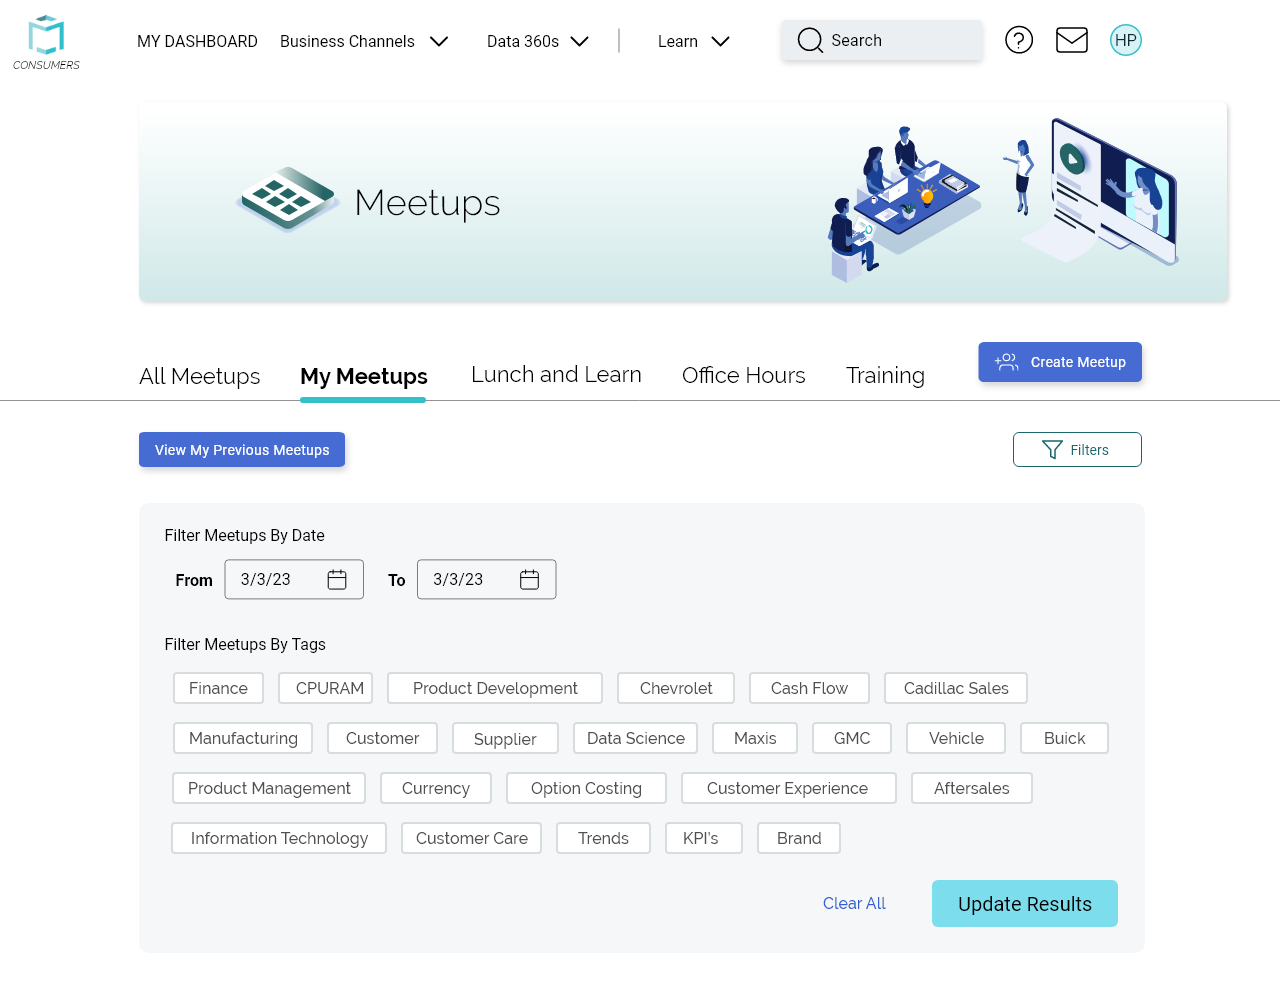 MY DASHBOARD Business Channels Data 360s Learn Search HP
CONSUMERS
Meetups
All Meetups My Meetups Lunch and Learn Office Hours Training Create Meetup
View My Previous Meetups Filters
Filter Meetups By Date
From 3/3/23 To 3/3/23
Filter Meetups By Tags
Finance CPURAM Product Development Chevrolet Cash Flow Cadillac Sales
Manufacturing Customer Supplier Data Science Maxis GMC Vehicle Buick
Product Management Currency Option Costing Customer Experience Aftersales
Information Technology Customer Care Trends KPI's Brand
Clear All Update Results